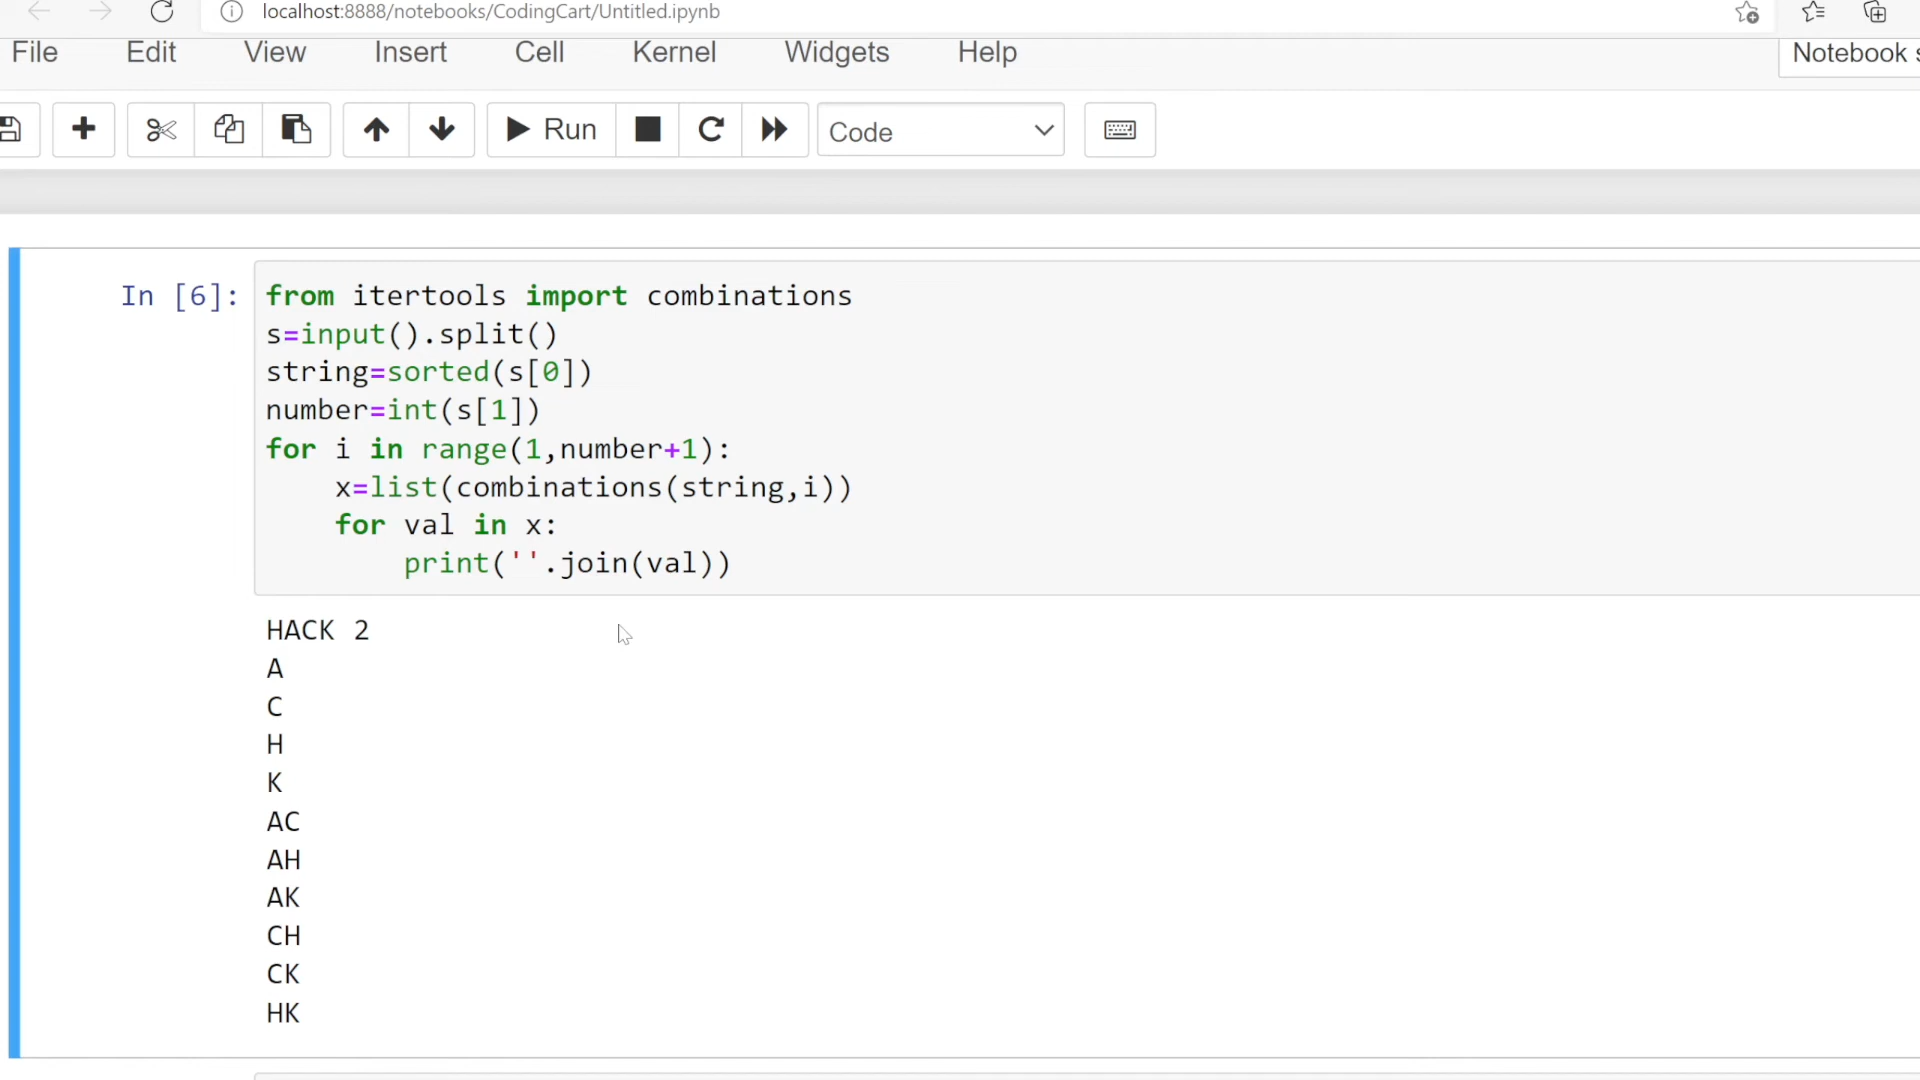 localhost:8888/notebooks/CodingCart/Untitled.ipynb
File Edit View Insert Cell Kernel Widgets Help Notebook s
Run Code
In [6]:
from itertools import combinations
s=input().split()
string=sorted(s[0])
number=int(s[1])
for i in range(1,number+1):
    x=list(combinations(string,i))
    for val in x:
        print(''.join(val))
HACK 2
A
C
H
K
AC
AH
AK
CH
CK
HK